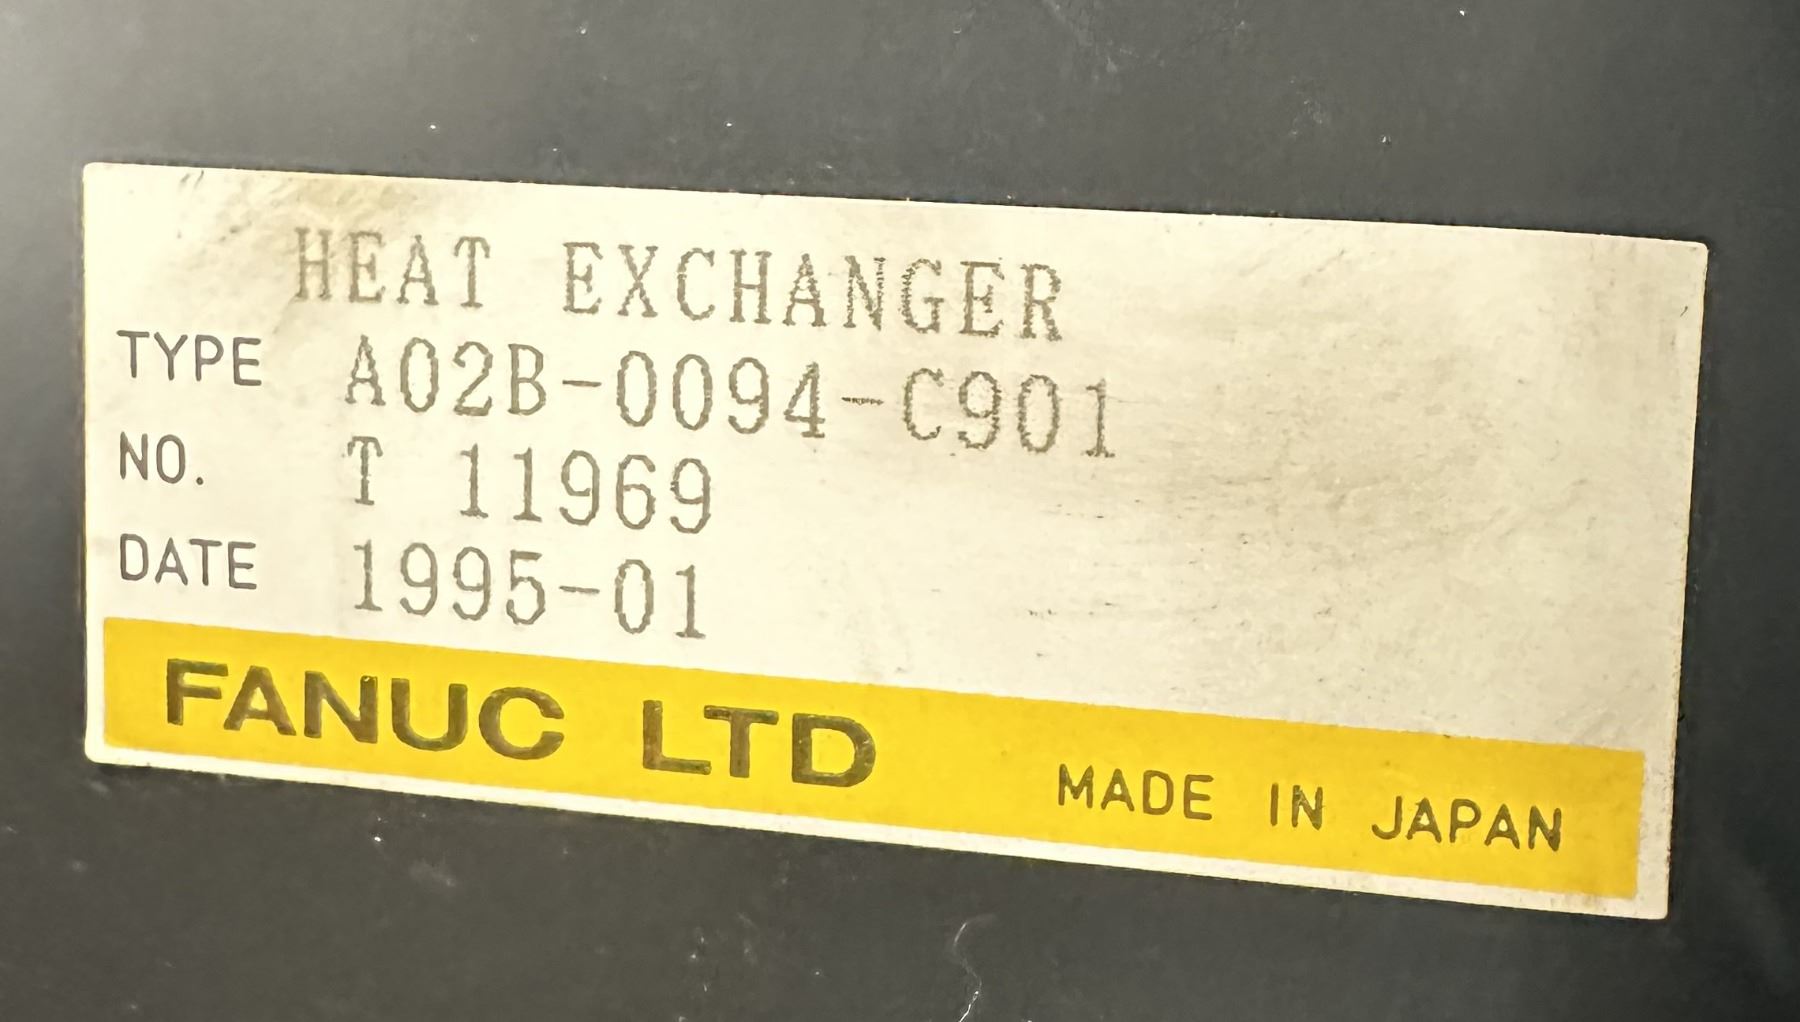 HEAT EXCHANGER
TYPE A02B-0094-C901
NO. T 11969
DATE 1995-01
FANUC LTD MADE IN JAPAN